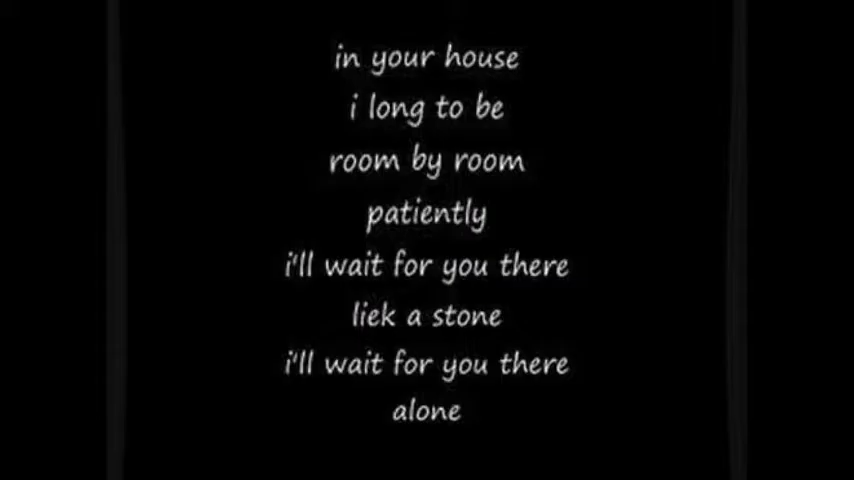 in your house
i long to be
room by room
patiently
i'll wait for you there
liek a stone
i'll wait for you there
alone